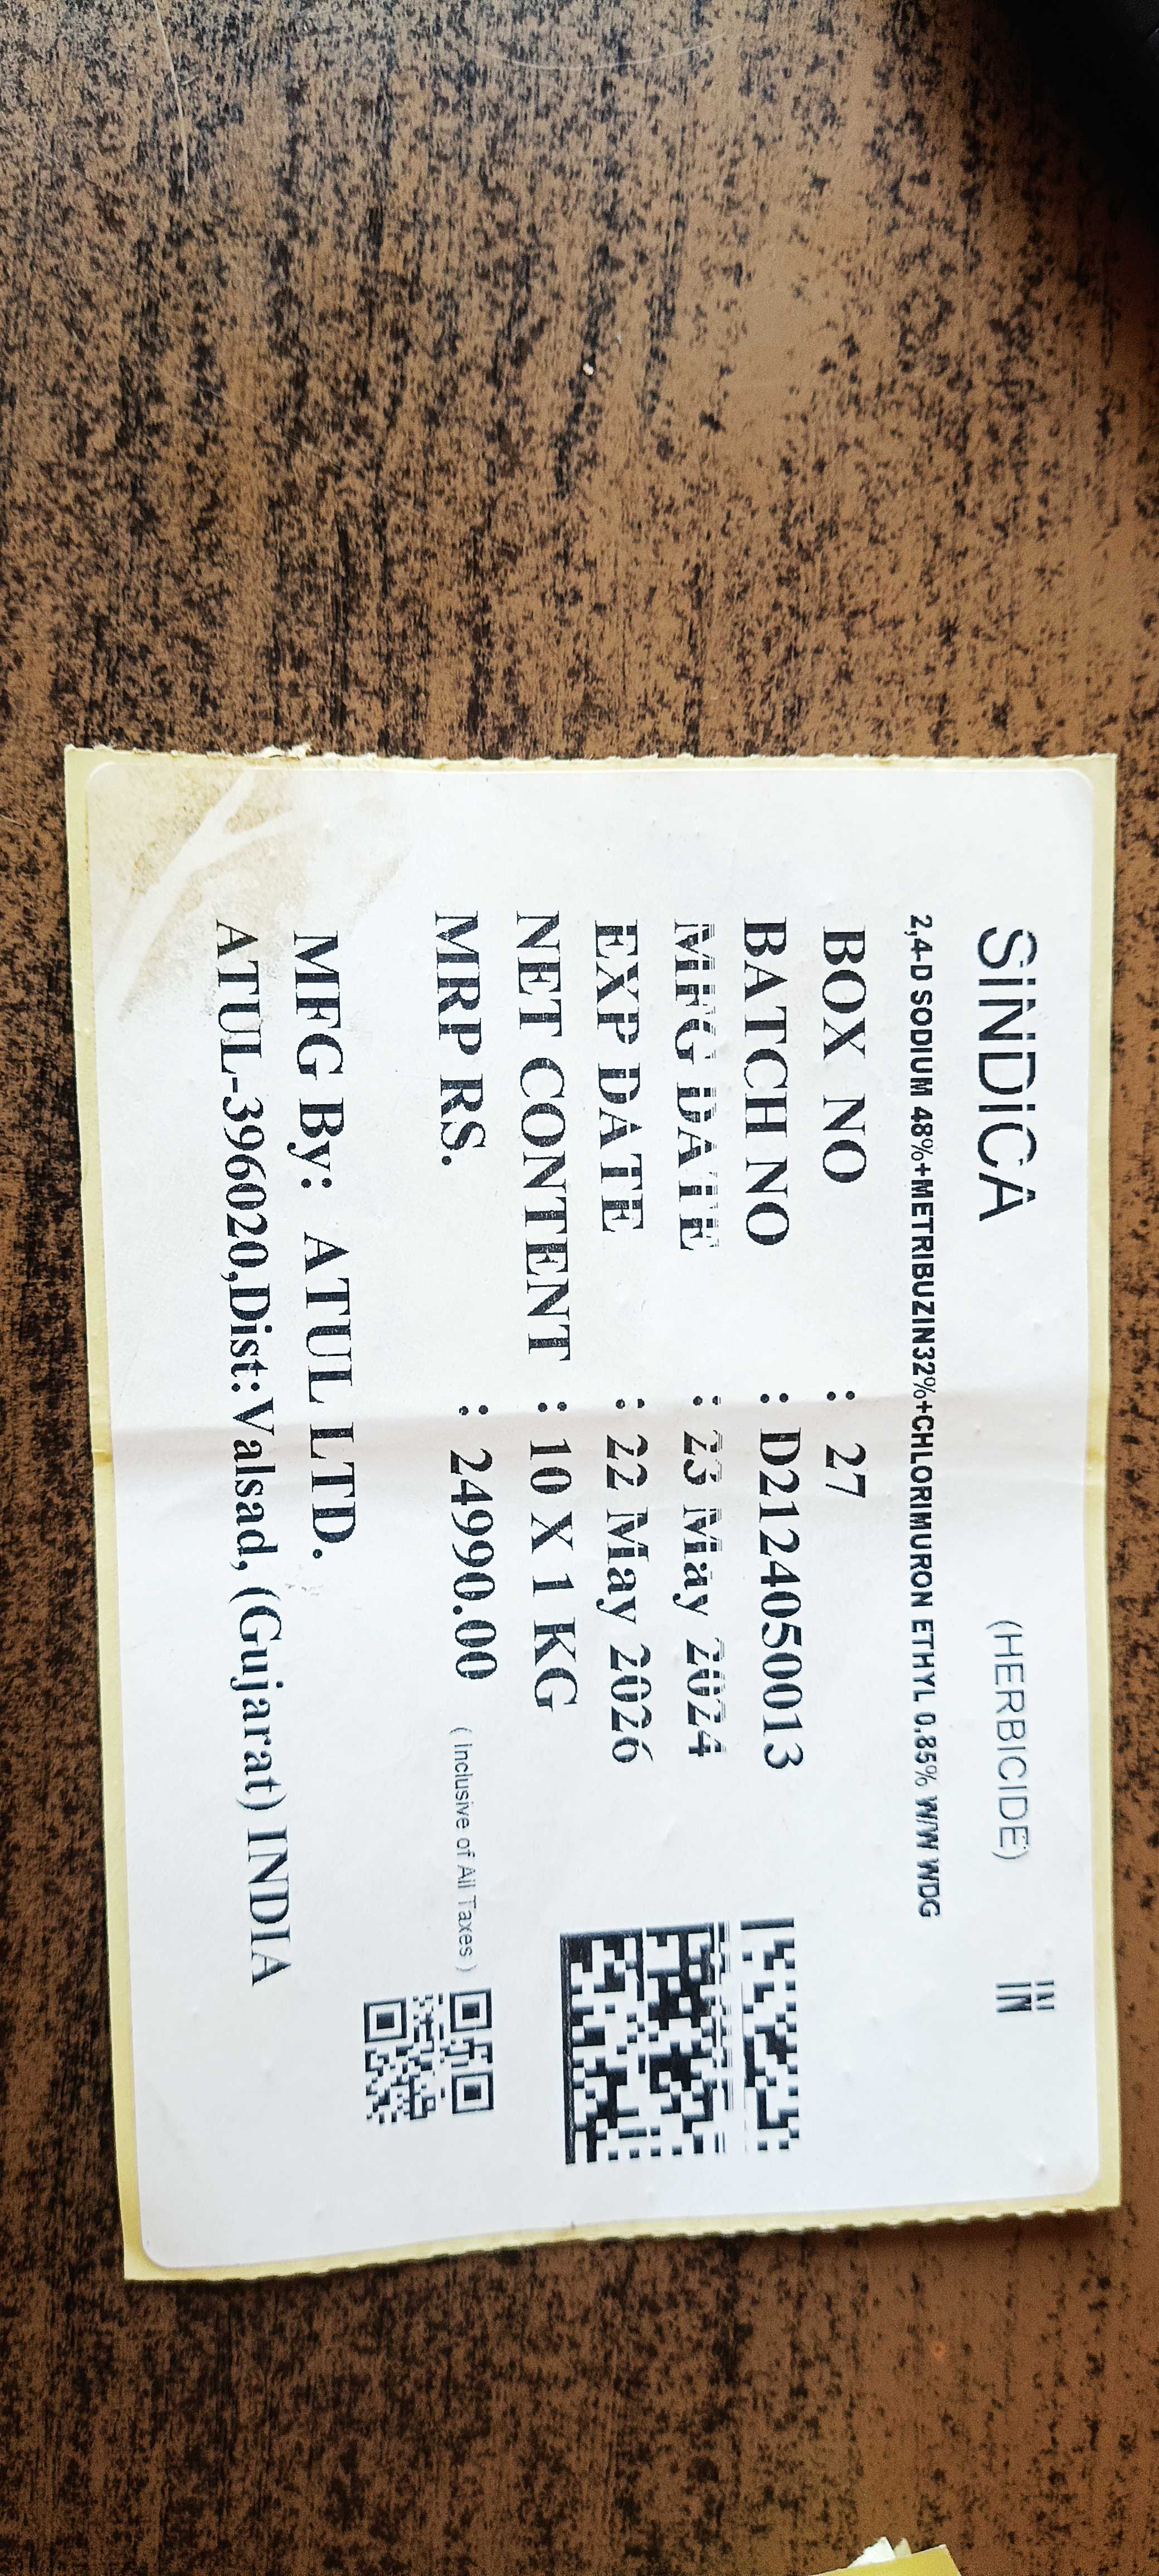 SiNDiCA (HERBICIDE) IN
2,4-D SODIUM 48%+METRIBUZIN32%+CHLORIMURON ETHYL 0.85% W/W WDG
BOX NO : 27
BATCH NO : D2124050013
MFG DATE : 23 May 2024
EXP DATE : 22 May 2026
NET CONTENT : 10 X 1 KG
MRP RS. : 24990.00 ( Inclusive of All Taxes )
MFG By: ATUL LTD.
ATUL-396020,Dist:Valsad, (Gujarat) INDIA